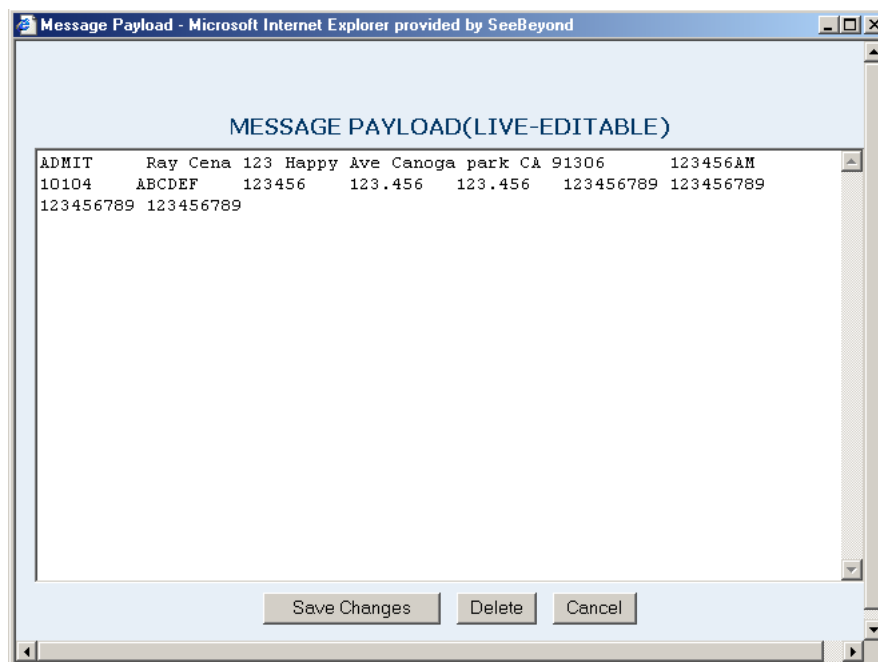 Message Payload - Microsoft Internet Explorer provided by SeeBeyond
MESSAGE PAYLOAD(LIVE-EDITABLE)
ADMIT     Ray Cena 123 Happy Ave Canoga park CA 91306      123456AM
10104    ABCDEF    123456    123.456   123.456   123456789 123456789
123456789 123456789
Save Changes Delete Cancel